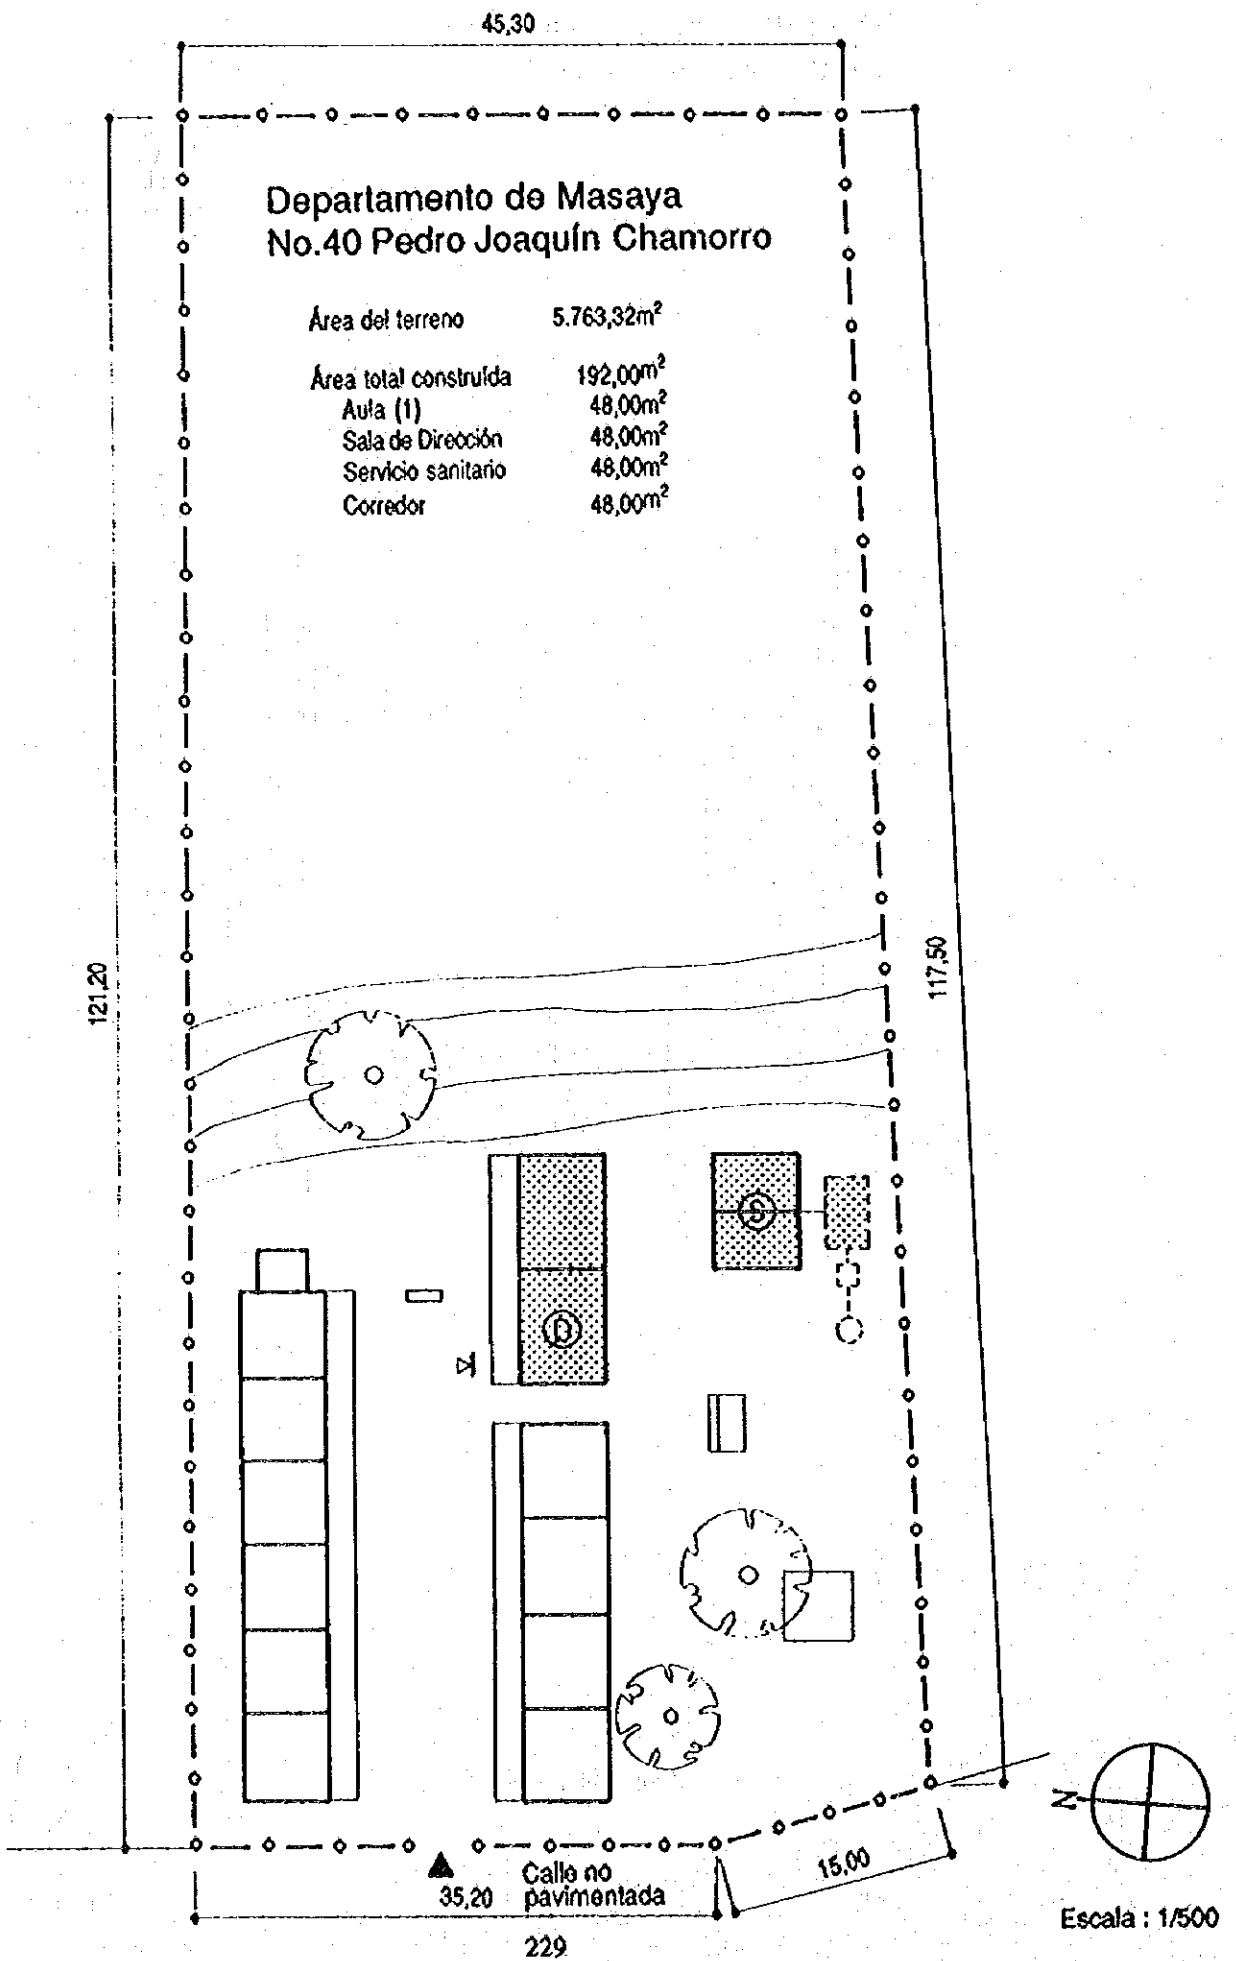 45,30
Departamento de Masaya
No.40 Pedro Joaquín Chamorro
Área del terreno 5.763,32m²
Área total construída 192,00m²
Aula (1) 48,00m²
Sala de Dirección 48,00m²
Servicio sanitario 48,00m²
Corredor 48,00m²
121,20
117,50
S
D
N
Calle no
pavimentada
35,20
15,00
Escala : 1/500
229